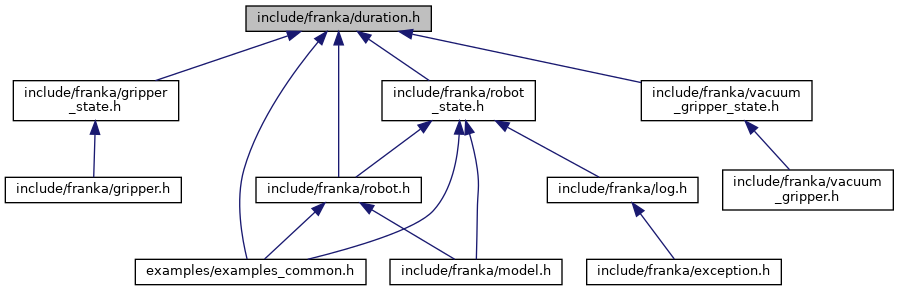 include/franka/duration.h
include/franka/gripper
_state.h
include/franka/robot
_state.h
include/franka/vacuum
_gripper_state.h
include/franka/gripper.h
include/franka/robot.h
include/franka/log.h
include/franka/vacuum
_gripper.h
examples/examples_common.h
include/franka/model.h
include/franka/exception.h